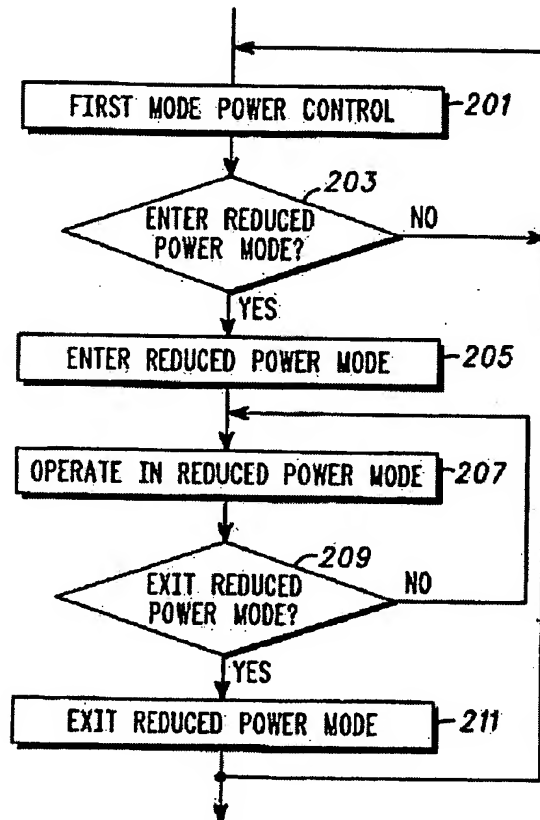 FIRST MODE POWER CONTROL 201
203
ENTER REDUCED
POWER MODE?
NO
YES
ENTER REDUCED POWER MODE 205
OPERATE IN REDUCED POWER MODE 207
209
EXIT REDUCED
POWER MODE?
NO
YES
EXIT REDUCED POWER MODE 211